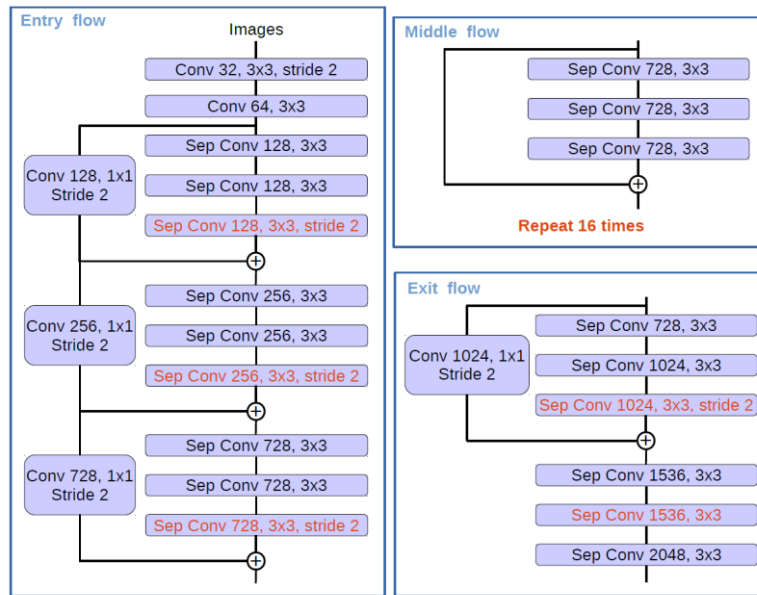 Entry flow
Images
Conv 32, 3x3, stride 2
Conv 64, 3x3
Sep Conv 128, 3x3
Conv 128, 1x1
Stride 2
Sep Conv 128, 3x3
Sep Conv 128, 3x3, stride 2
Sep Conv 256, 3x3
Conv 256, 1x1
Stride 2
Sep Conv 256, 3x3
Sep Conv 256, 3x3, stride 2
Sep Conv 728, 3x3
Conv 728, 1x1
Stride 2
Sep Conv 728, 3x3
Sep Conv 728, 3x3, stride 2
Middle flow
Sep Conv 728, 3x3
Sep Conv 728, 3x3
Sep Conv 728, 3x3
Repeat 16 times
Exit flow
Sep Conv 728, 3x3
Conv 1024, 1x1
Stride 2
Sep Conv 1024, 3x3
Sep Conv 1024, 3x3, stride 2
Sep Conv 1536, 3x3
Sep Conv 1536, 3x3
Sep Conv 2048, 3x3